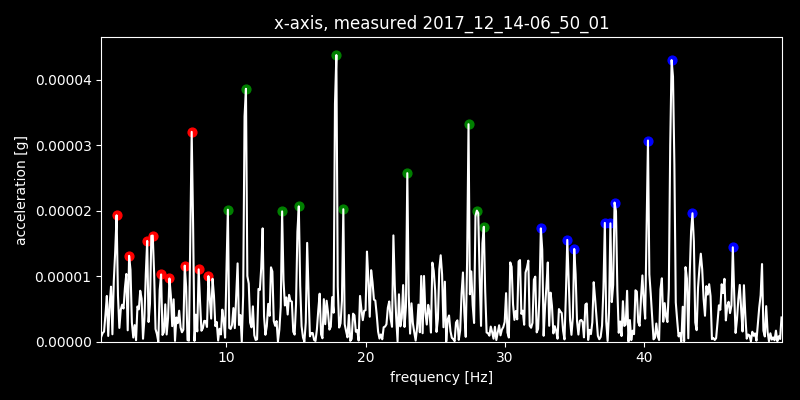 x-axis, measured 2017_12_14-06_50_01
acceleration [g]
0.00004
0.00003
0.00002
0.00001
0.00000
10 20 30 40
frequency [Hz]